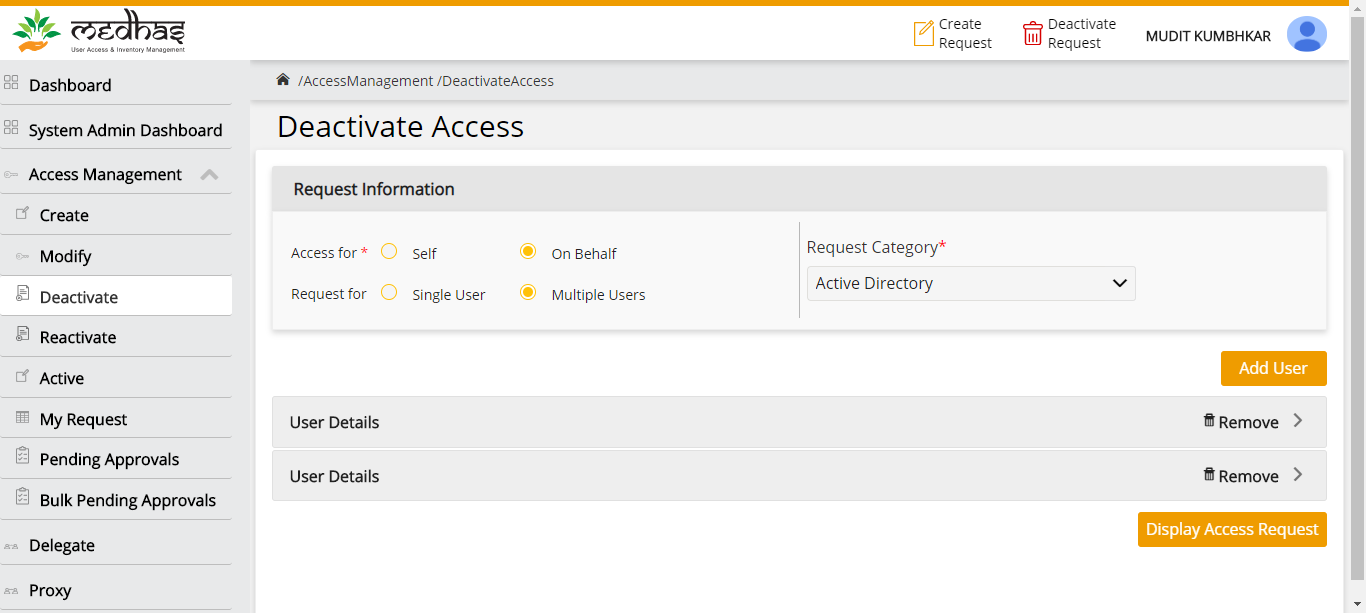 medhas
User Access & Inventory Management
Create
Request
Deactivate
Request
MUDIT KUMBHKAR
/AccessManagement /DeactivateAccess
Dashboard
System Admin Dashboard
Access Management
Create
Modify
Deactivate
Reactivate
Active
My Request
Pending Approvals
Bulk Pending Approvals
Delegate
Proxy
Deactivate Access
Request Information
Access for * Self On Behalf
Request for Single User Multiple Users
Request Category*
Active Directory
Add User
User Details Remove
User Details Remove
Display Access Request